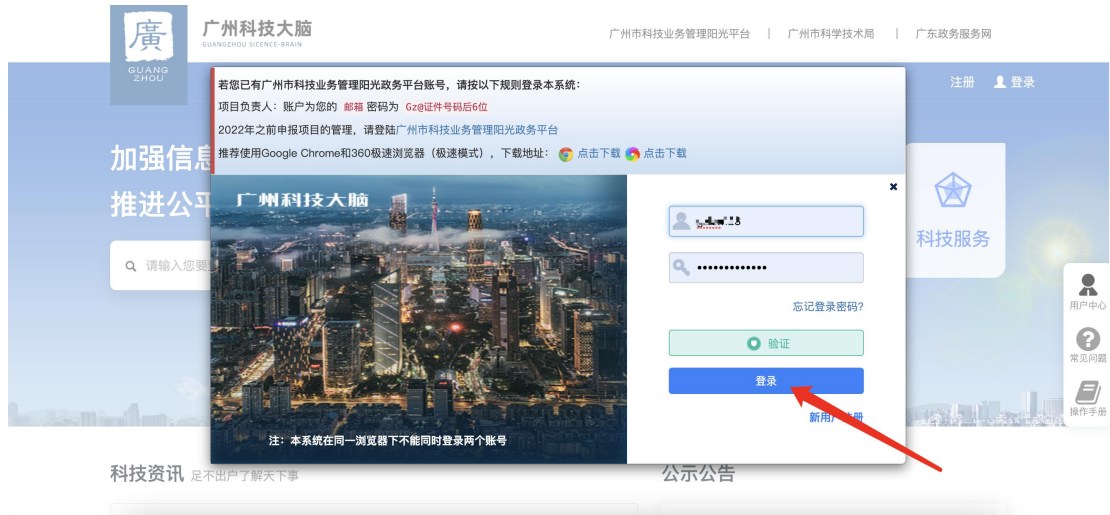 廣
GUANG
ZHOU
广州科技大脑
GUANGZHOU SICENCE-BRAIN
广州市科技业务管理阳光平台 | 广州市科学技术局 | 广东政务服务网
注册 登录
若您已有广州市科技业务管理阳光政务平台账号，请按以下规则登录本系统：
项目负责人：账户为您的 邮箱 密码为 Gz@证件号码后6位
2022年之前申报项目的管理，请登陆广州市科技业务管理阳光政务平台
推荐使用Google Chrome和360极速浏览器（极速模式），下载地址： 点击下载 点击下载
加强信息
推进公平
请输入您要
广州科技大脑
注：本系统在同一浏览器下不能同时登录两个账号
忘记登录密码?
验证
登录
新用户注册
科技服务
用户中心
常见问题
操作手册
科技资讯 足不出户了解天下事
公示公告